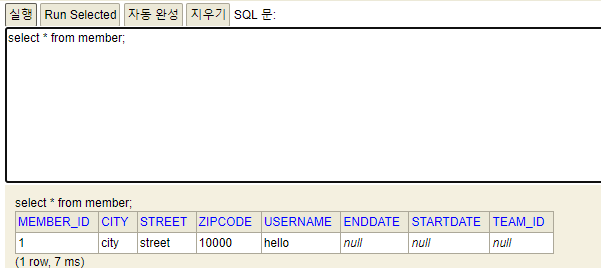 실행 Run Selected 자동 완성 지우기 SQL 문:
select * from member;
select * from member;
MEMBER_ID CITY STREET ZIPCODE USERNAME ENDDATE STARTDATE TEAM_ID
1 city street 10000 hello null null null
(1 row, 7 ms)